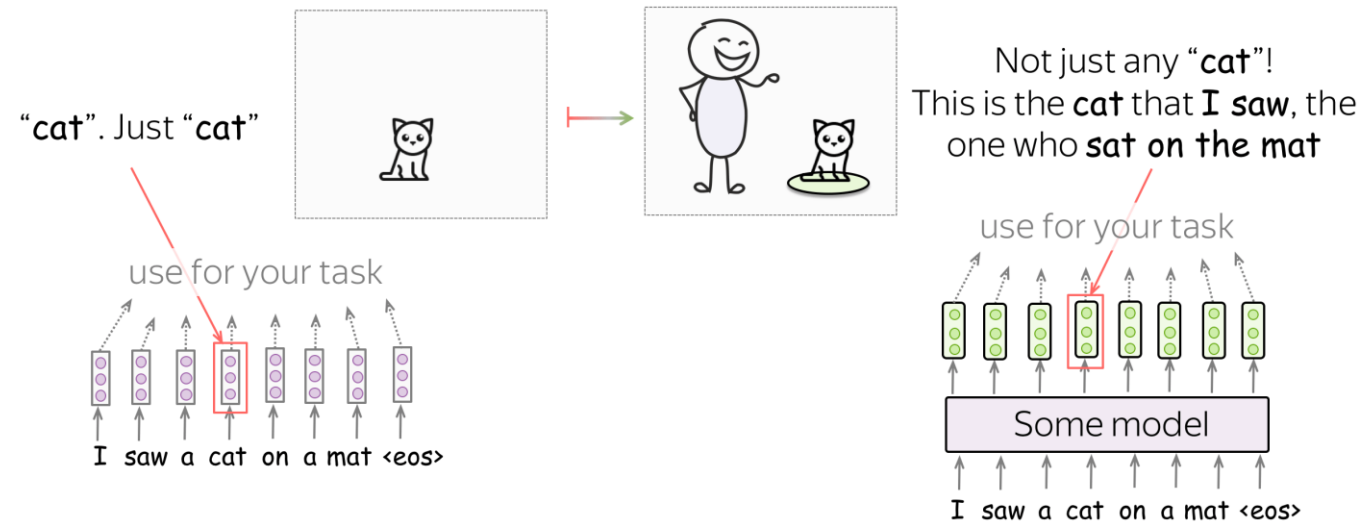 “cat”. Just “cat”
use for your task
I saw a cat on a mat <eos>
Not just any “cat”!
This is the cat that I saw, the
one who sat on the mat
use for your task
Some model
I saw a cat on a mat <eos>